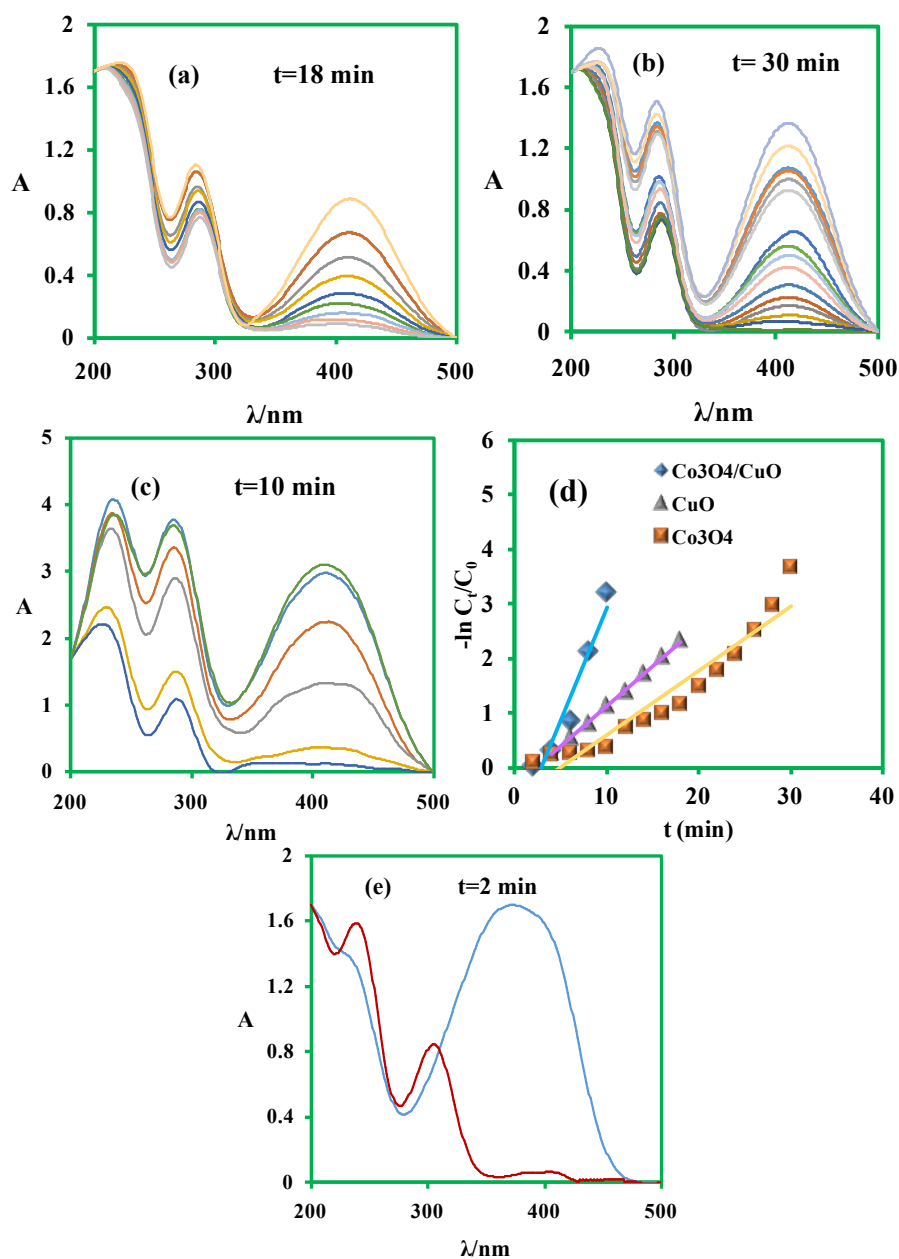 (a) t=18 min
2
1.6
1.2
A
0.8
0.4
0
200 300 400 500
λ/nm
(b) t= 30 min
2
1.6
1.2
A
0.8
0.4
0
200 300 400 500
λ/nm
(c) t=10 min
5
4
3
A
2
1
0
200 300 400 500
λ/nm
(d)
Co3O4/CuO
CuO
Co3O4
-ln Ct/C0
6
5
4
3
2
1
0
0 10 20 30 40
t (min)
(e) t=2 min
2
1.6
1.2
A
0.8
0.4
0
200 300 400 500
λ/nm